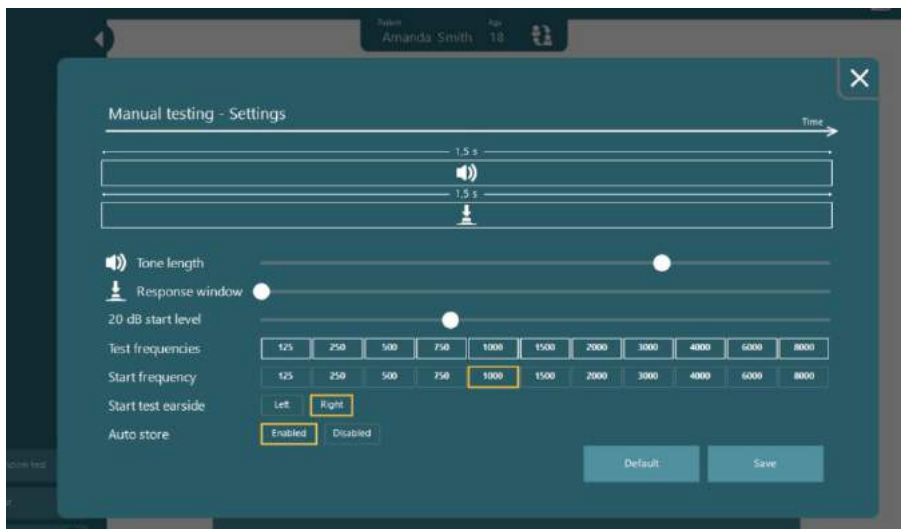 Patient Age
Amanda Smith 18
Manual testing - Settings
Time
1,5 s
1,5 s
Tone length
Response window
20 dB start level
Test frequencies 125 250 500 750 1000 1500 2000 3000 4000 6000 8000
Start frequency 125 250 500 750 1000 1500 2000 3000 4000 6000 8000
Start test earside Left Right
Auto store Enabled Disabled
Default Save
test